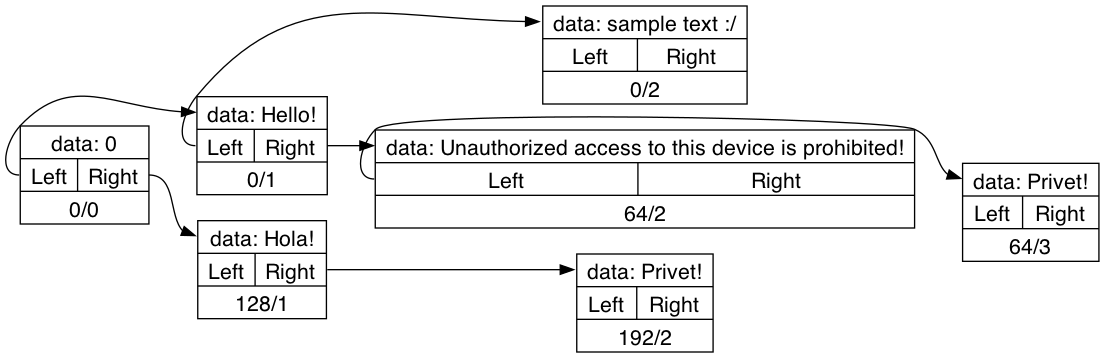 data: sample text :/
Left Right
0/2
data: Hello!
Left Right
0/1
data: 0
Left Right
0/0
data: Unauthorized access to this device is prohibited!
Left Right
64/2
data: Privet!
Left Right
64/3
data: Hola!
Left Right
128/1
data: Privet!
Left Right
192/2